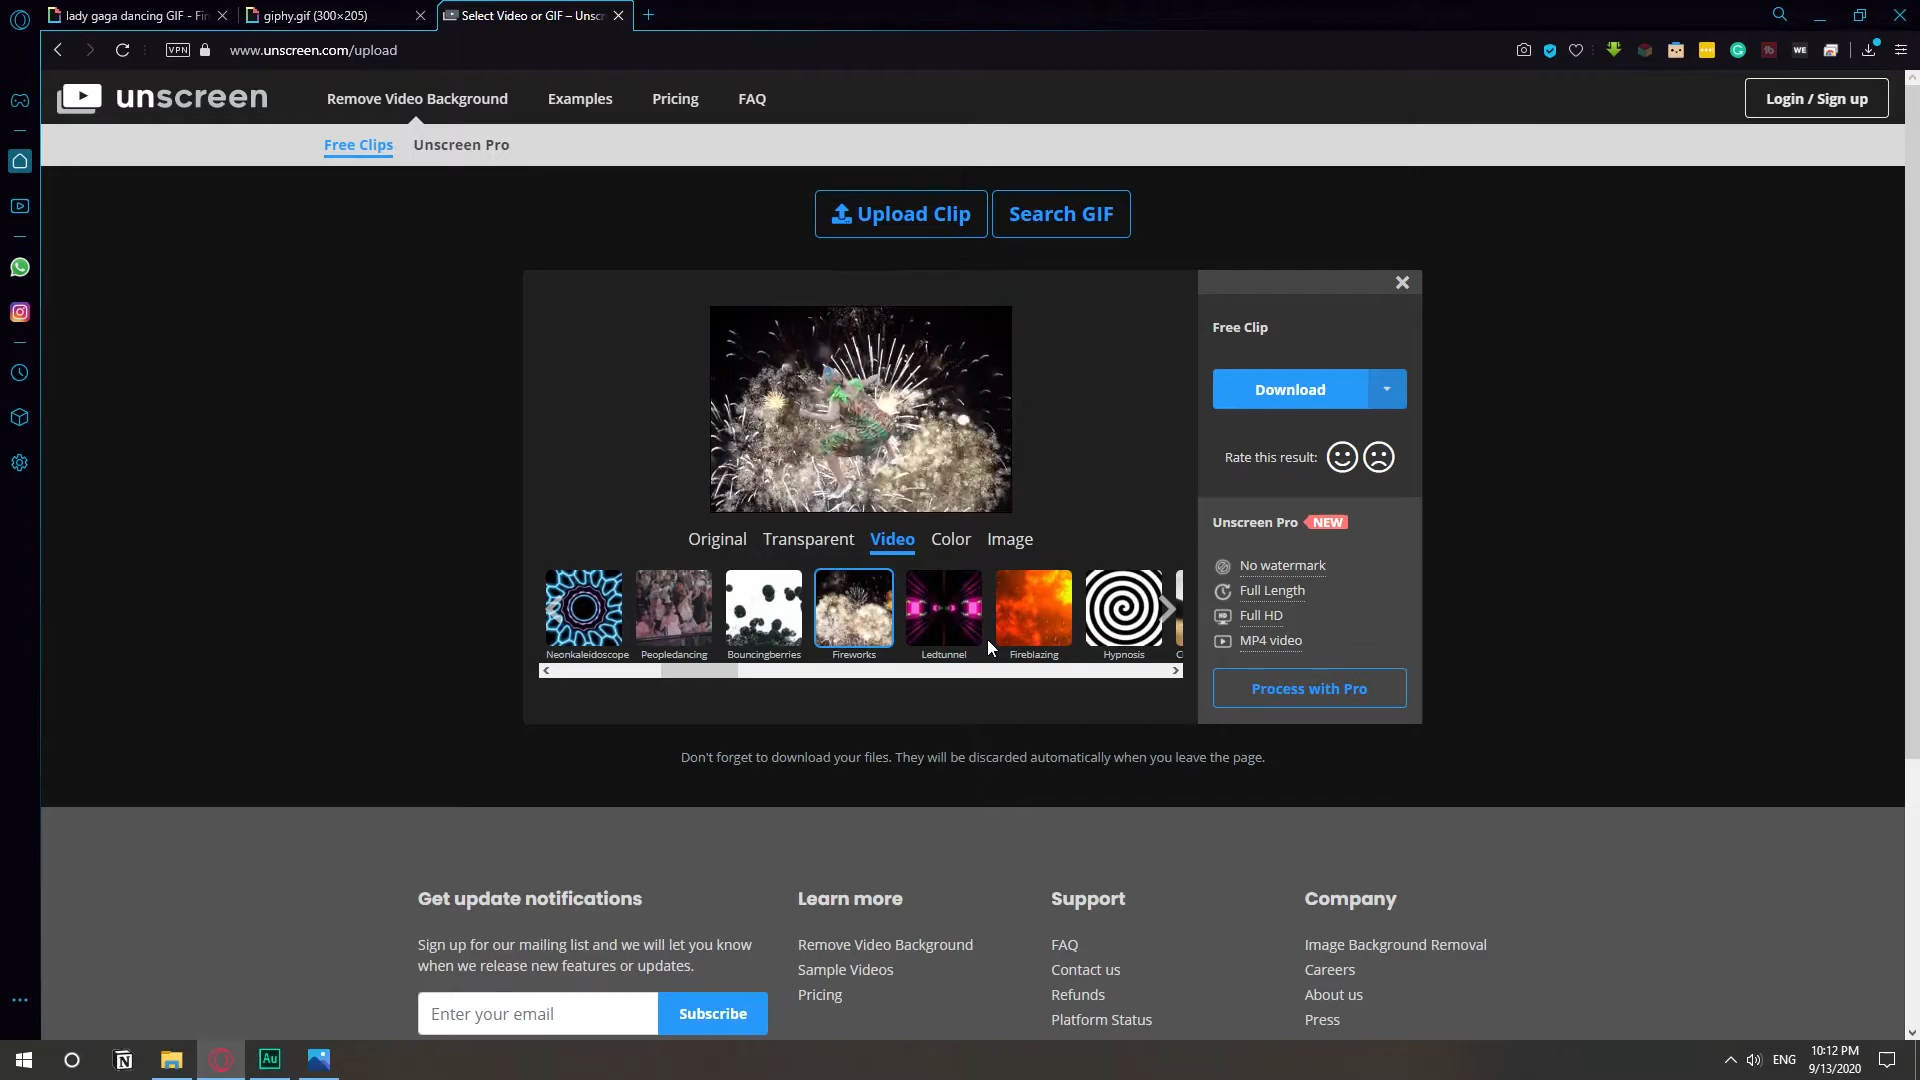 lady gaga dancing GIF - Fin
giphy.gif (300×205)
Select Video or GIF – Unscr
VPN
www.unscreen.com/upload
WE
unscreen
Remove Video Background
Examples
Pricing
FAQ
Login / Sign up
Free Clips
Unscreen Pro
Upload Clip
Search GIF
Free Clip
Download
Rate this result:
Original
Transparent
Video
Color
Image
Unscreen Pro
NEW
No watermark
Full Length
HD
Full HD
MP4 video
Process with Pro
Neonkaleidoscope
Peopledancing
Bouncingberries
Fireworks
Ledtunnel
Fireblazing
Hypnosis
Don't forget to download your files. They will be discarded automatically when you leave the page.
Get update notifications
Sign up for our mailing list and we will let you know
when we release new features or updates.
Enter your email
Subscribe
Learn more
Remove Video Background
Sample Videos
Pricing
Support
FAQ
Contact us
Refunds
Platform Status
Company
Image Background Removal
Careers
About us
Press
Au
ENG
10:12 PM
9/13/2020